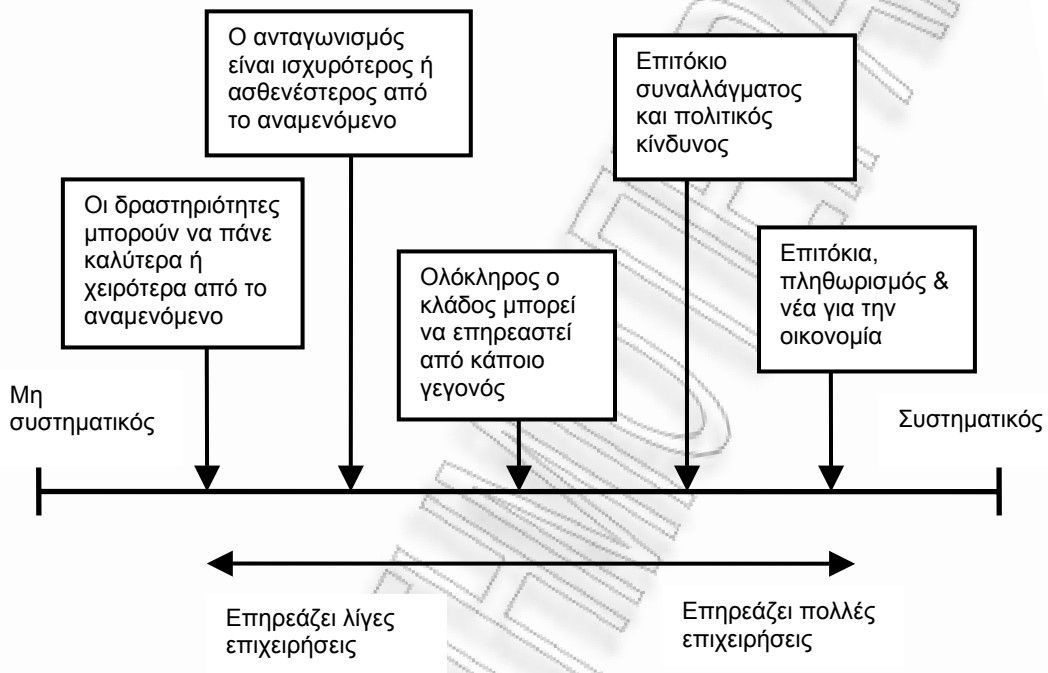 Ο ανταγωνισμός
είναι ισχυρότερος ή
ασθενέστερος από
το αναμενόμενο
Επιτόκιο
συναλλάγματος
και πολιτικός
κίνδυνος
Οι δραστηριότητες
μπορούν να πάνε
καλύτερα ή
χειρότερα από το
αναμενόμενο
Ολόκληρος ο
κλάδος μπορεί
να επηρεαστεί
από κάποιο
γεγονός
Επιτόκια,
πληθωρισμός &
νέα για την
οικονομία
Μη
συστηματικός
Συστηματικός
Επηρεάζει λίγες
επιχειρήσεις
Επηρεάζει πολλές
επιχειρήσεις